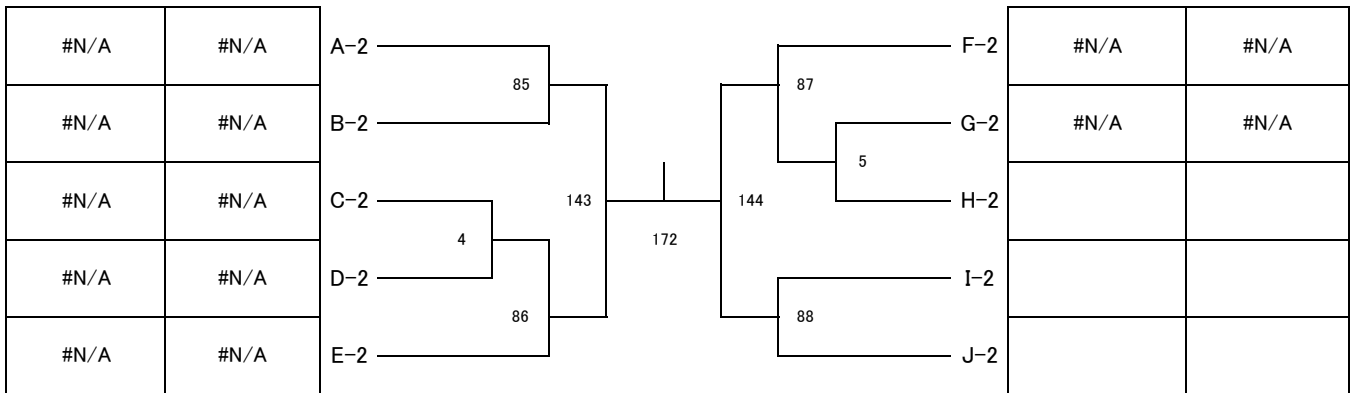 #N/A #N/A A-2 F-2 #N/A #N/A
85 87
#N/A #N/A B-2 G-2 #N/A #N/A
5
#N/A #N/A C-2 143 144 H-2
4 172
#N/A #N/A D-2 I-2
86 88
#N/A #N/A E-2 J-2